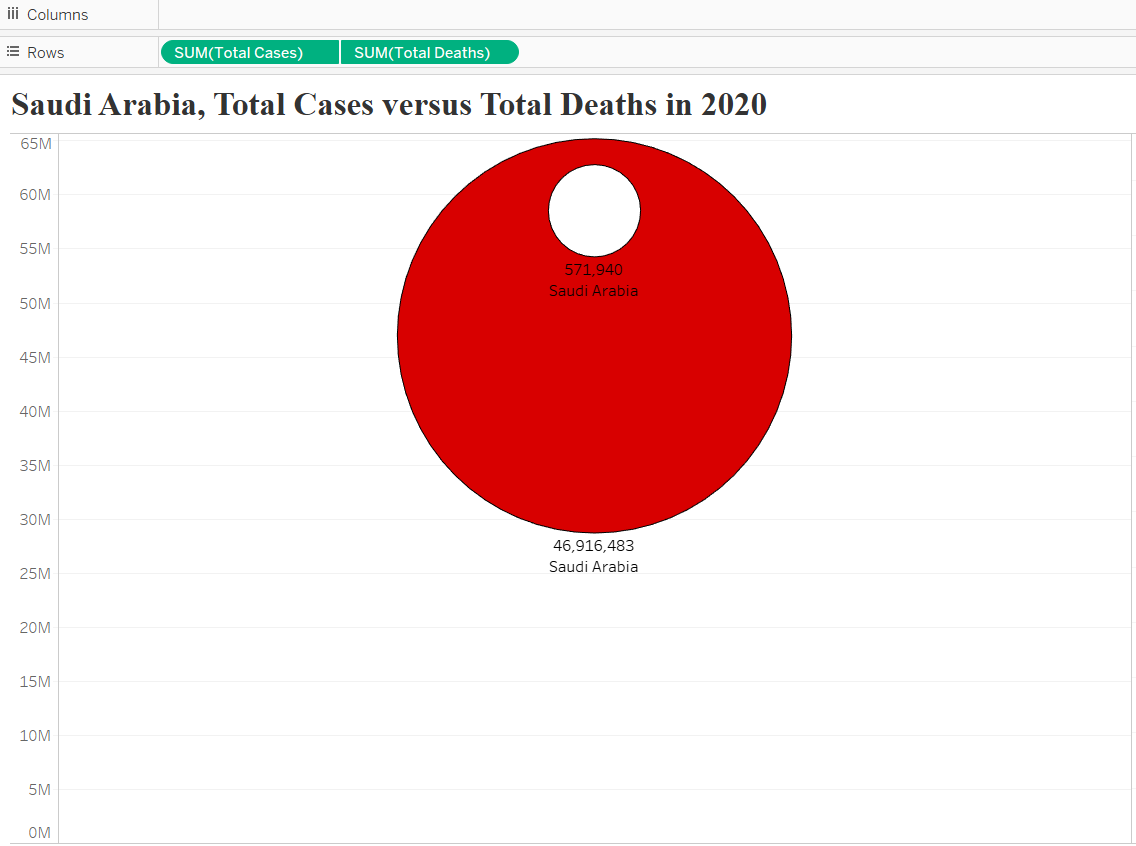 Columns
Rows
SUM(Total Cases)
SUM(Total Deaths)
Saudi Arabia, Total Cases versus Total Deaths in 2020
65M
60M
55M
50M
45M
40M
35M
30M
25M
20M
15M
10M
5M
0M
571,940
Saudi Arabia
46,916,483
Saudi Arabia